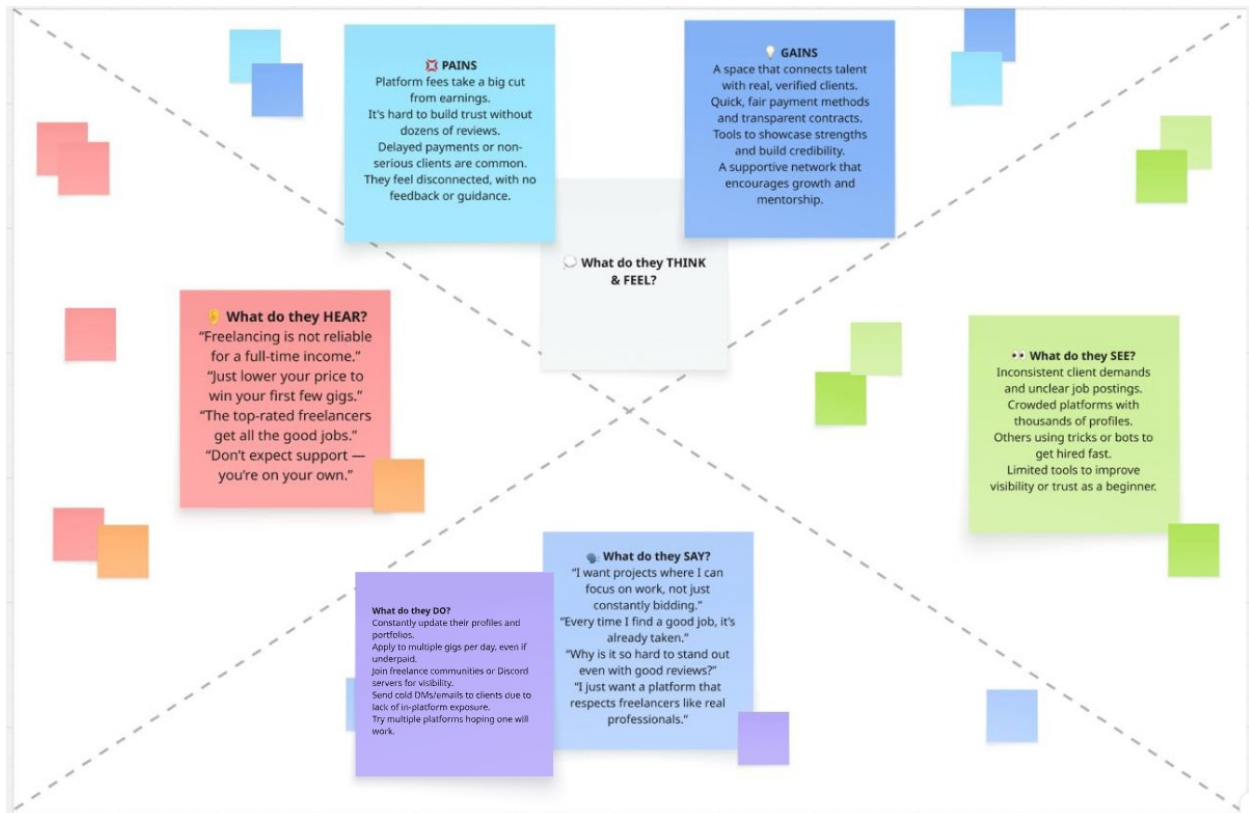 💢 PAINS
Platform fees take a big cut
from earnings.
It's hard to build trust without
dozens of reviews.
Delayed payments or non-
serious clients are common.
They feel disconnected, with no
feedback or guidance.
💡 GAINS
A space that connects talent
with real, verified clients.
Quick, fair payment methods
and transparent contracts.
Tools to showcase strengths
and build credibility.
A supportive network that
encourages growth and
mentorship.
💭 What do they THINK
& FEEL?
👂 What do they HEAR?
“Freelancing is not reliable
for a full-time income.”
“Just lower your price to
win your first few gigs.”
“The top-rated freelancers
get all the good jobs.”
“Don’t expect support —
you’re on your own.”
👀 What do they SEE?
Inconsistent client demands
and unclear job postings.
Crowded platforms with
thousands of profiles.
Others using tricks or bots to
get hired fast.
Limited tools to improve
visibility or trust as a beginner.
What do they DO?
Constantly update their profiles and
portfolios.
Apply to multiple gigs per day, even if
underpaid.
Join freelance communities or Discord
servers for visibility.
Send cold DMs/emails to clients due to
lack of in-platform exposure.
Try multiple platforms hoping one will
work.
🗣️ What do they SAY?
“I want projects where I can
focus on work, not just
constantly bidding.”
“Every time I find a good job, it’s
already taken.”
“Why is it so hard to stand out
even with good reviews?”
“I just want a platform that
respects freelancers like real
professionals.”